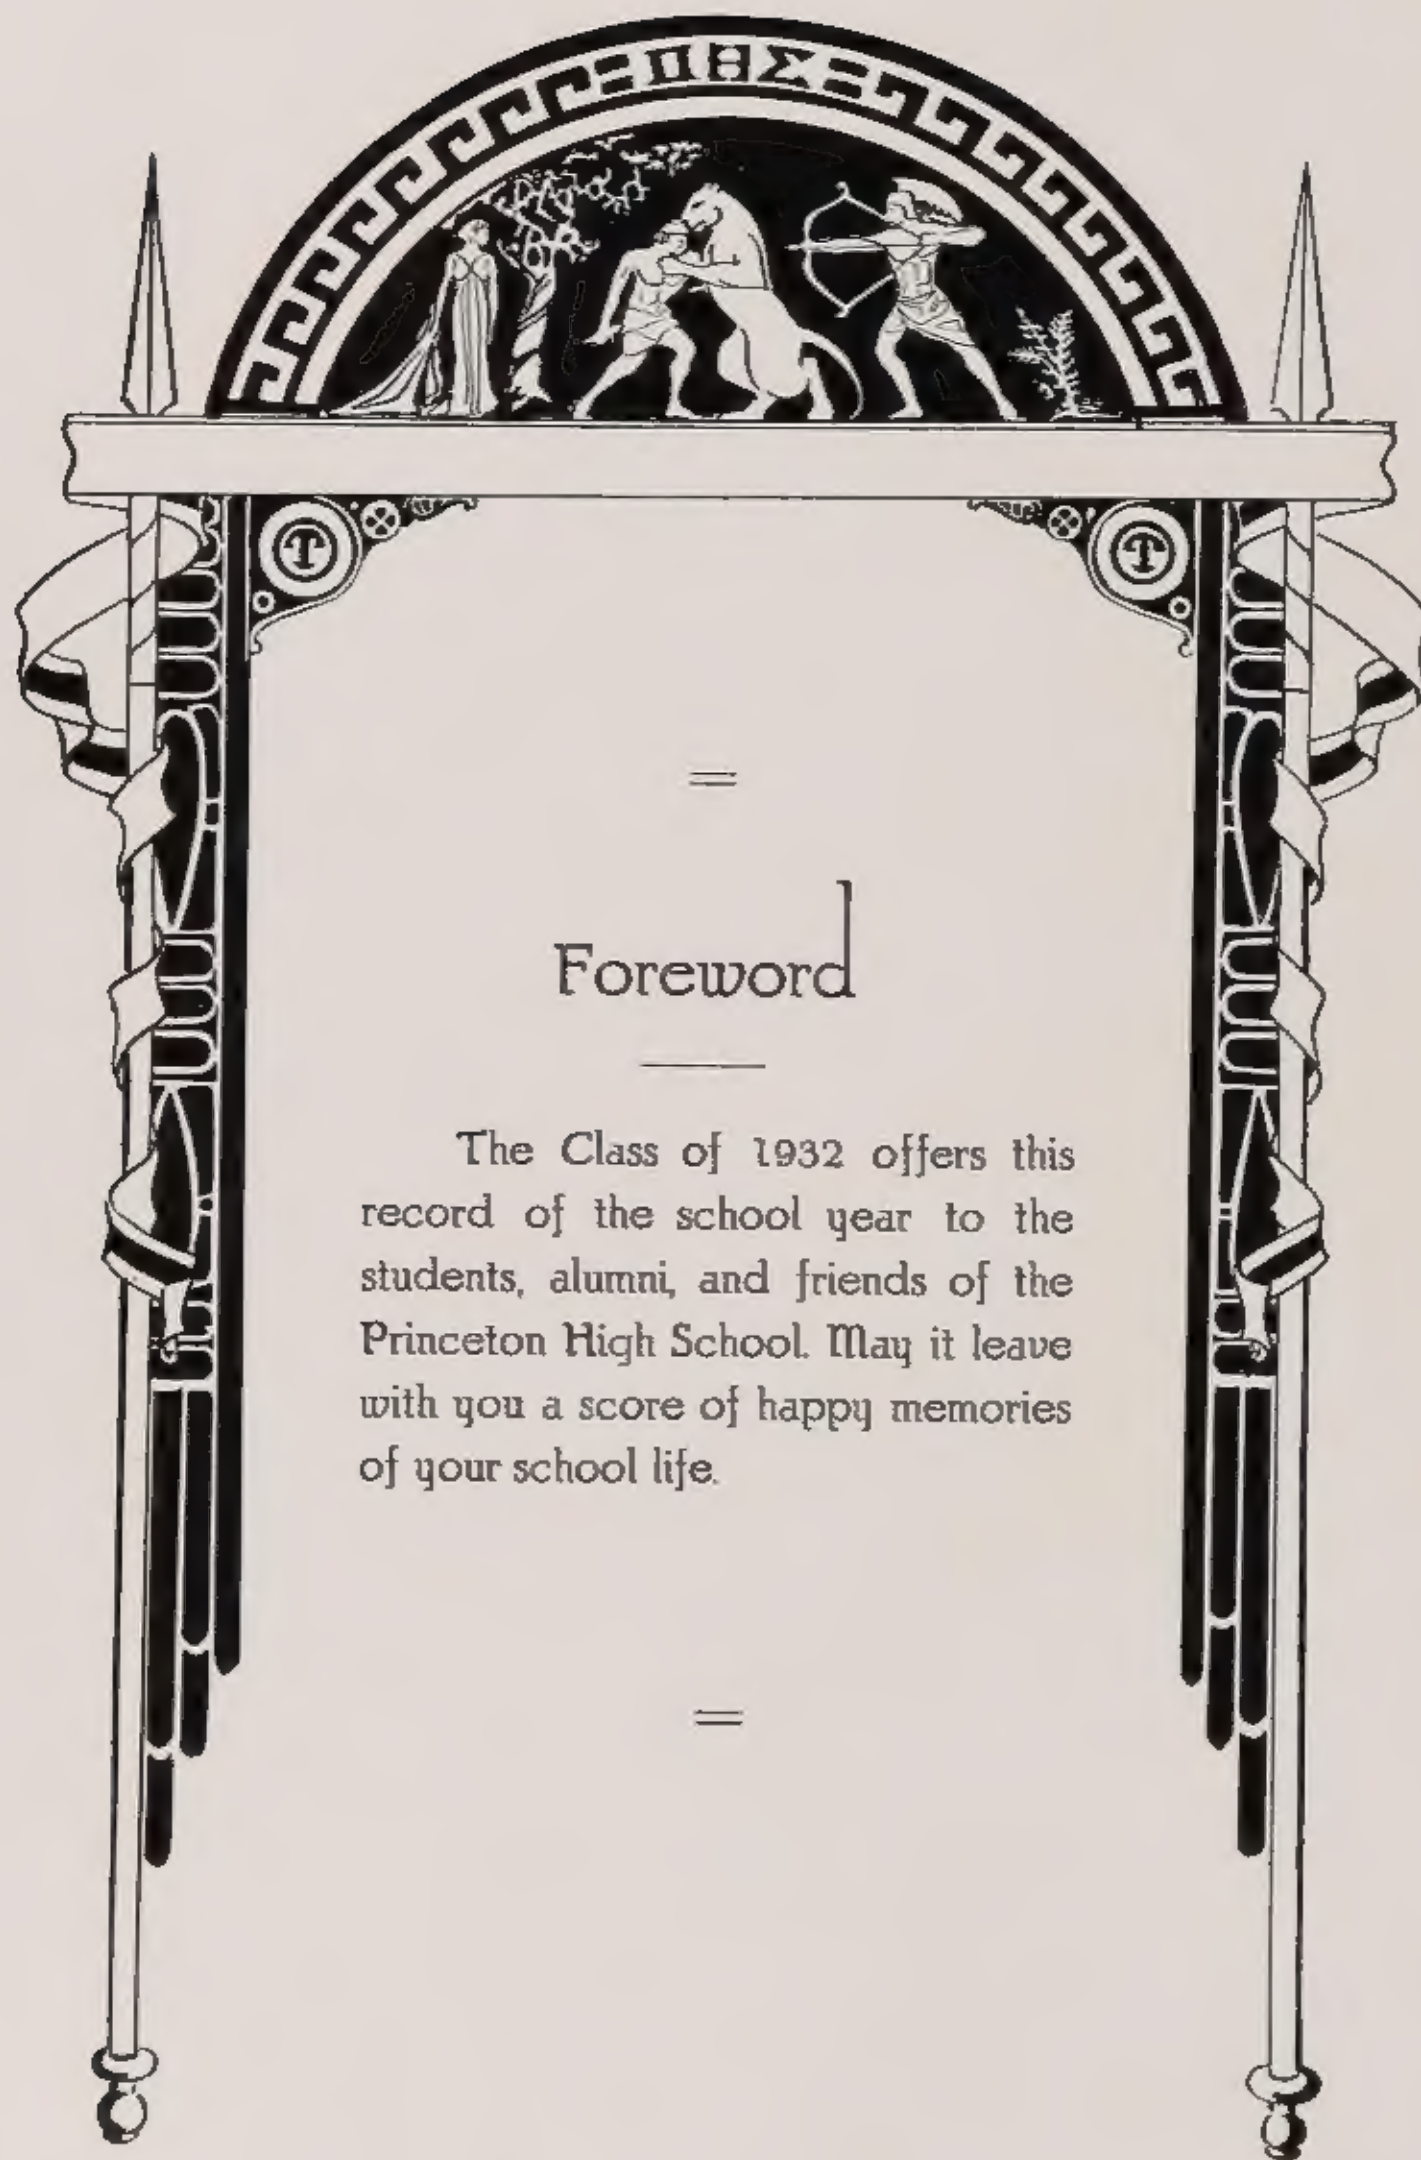 ΠΗΣ
T T
Foreword
The Class of 1932 offers this
record of the school year to the
students, alumni, and friends of the
Princeton High School. May it leave
with you a score of happy memories
of your school life.